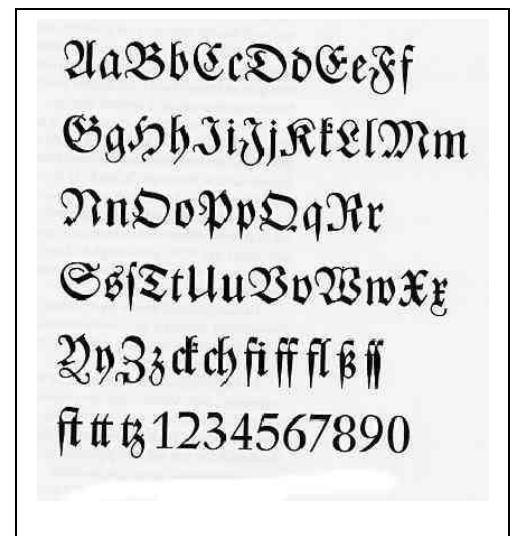 AaBbCcDdEeFf
GgHhIiJjKkLlMm
NnOoPpQqRr
SsſTtUuVvWwXx
YyZz ck ch fi ff fl ß ſſ
ſt tt tz 1234567890